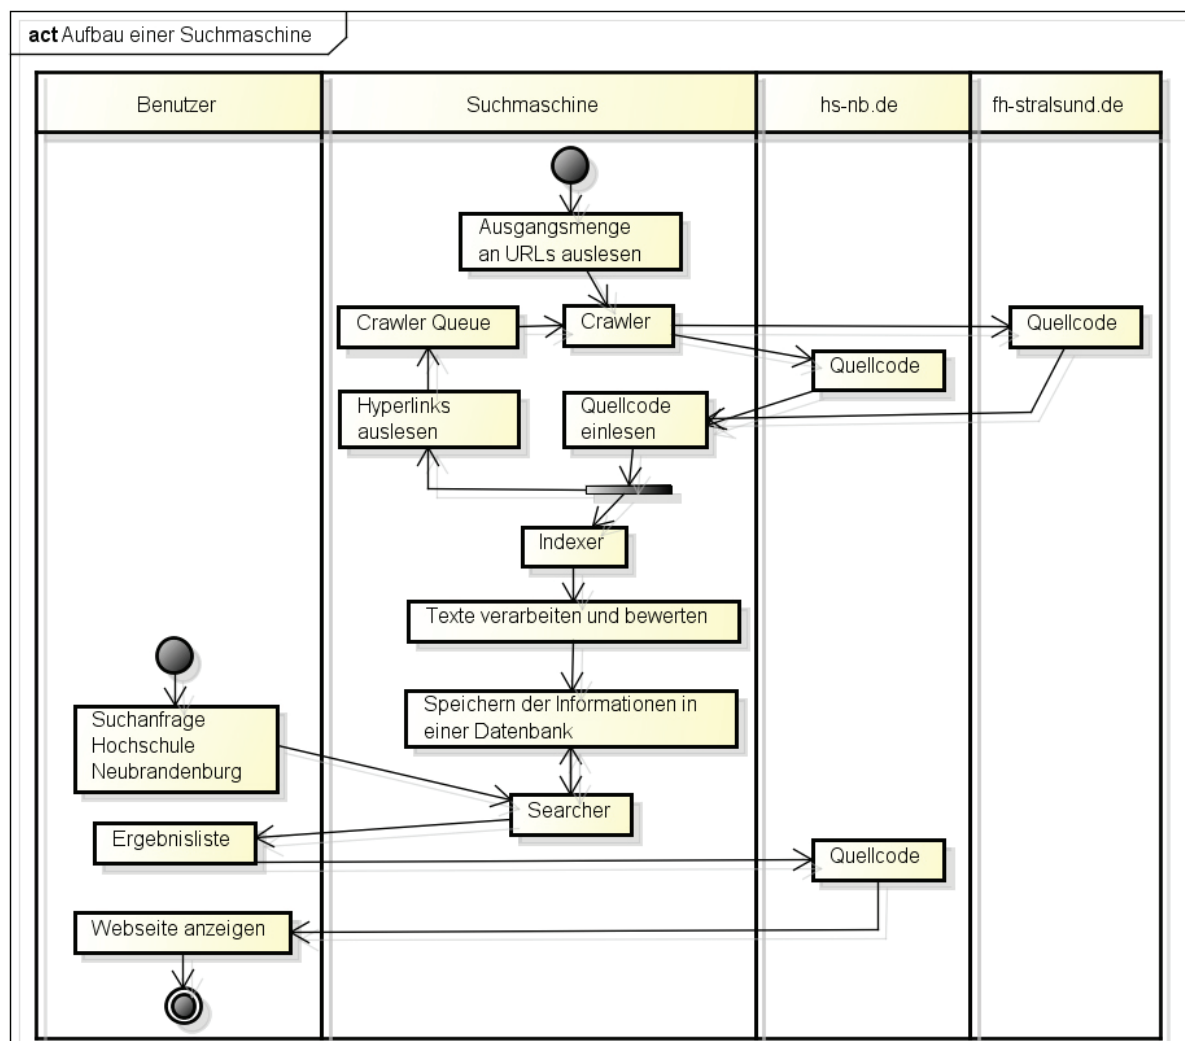 act Aufbau einer Suchmaschine
Benutzer
Suchmaschine
hs-nb.de
fh-stralsund.de
Ausgangsmenge
an URLs auslesen
Crawler Queue
Crawler
Quellcode
Quellcode
Hyperlinks
auslesen
Quellcode
einlesen
Indexer
Texte verarbeiten und bewerten
Speichern der Informationen in
einer Datenbank
Suchanfrage
Hochschule
Neubrandenburg
Searcher
Ergebnisliste
Quellcode
Webseite anzeigen